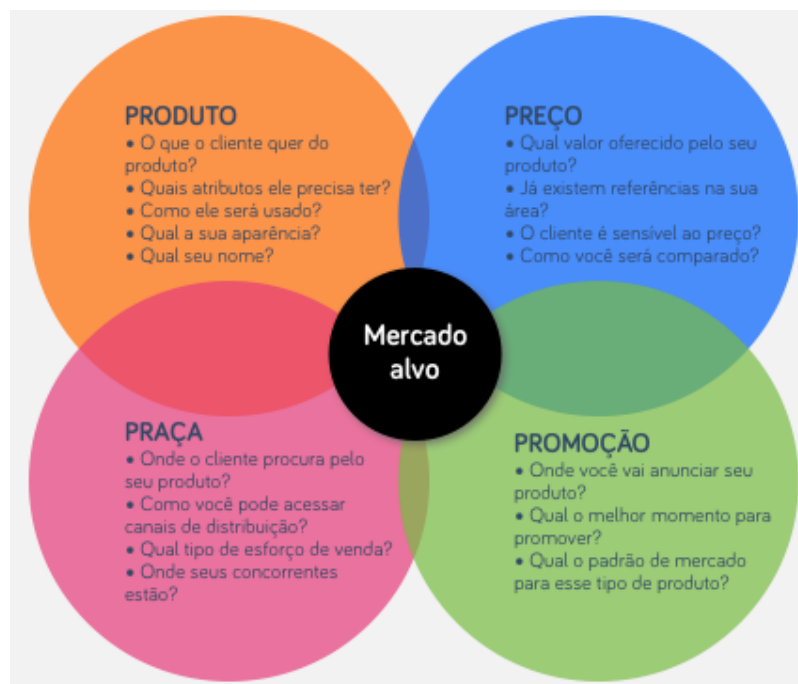 PRODUTO
• O que o cliente quer do
produto?
• Quais atributos ele precisa ter?
• Como ele será usado?
• Qual a sua aparência?
• Qual seu nome?
PREÇO
• Qual valor oferecido pelo seu
produto?
• Já existem referências na sua
área?
• O cliente é sensível ao preço?
• Como você será comparado?
Mercado
alvo
PRAÇA
• Onde o cliente procura pelo
seu produto?
• Como você pode acessar
canais de distribuição?
• Qual tipo de esforço de venda?
• Onde seus concorrentes
estão?
PROMOÇÃO
• Onde você vai anunciar seu
produto?
• Qual o melhor momento para
promover?
• Qual o padrão de mercado
para esse tipo de produto?